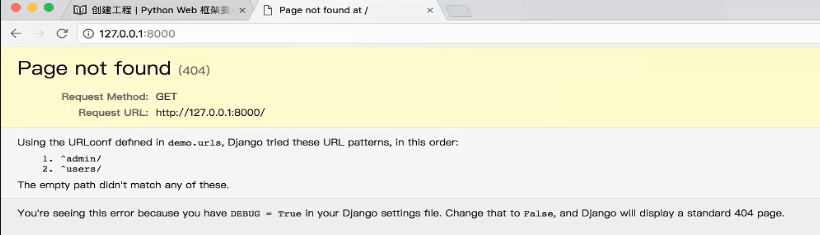 创建工程 | Python Web 框架要
Page not found at /
127.0.0.1:8000
Page not found (404)
Request Method: GET
Request URL: http://127.0.0.1:8000/
Using the URLconf defined in demo.urls, Django tried these URL patterns, in this order:
1. ^admin/
2. ^users/
The empty path didn't match any of these.
You're seeing this error because you have DEBUG = True in your Django settings file. Change that to False, and Django will display a standard 404 page.